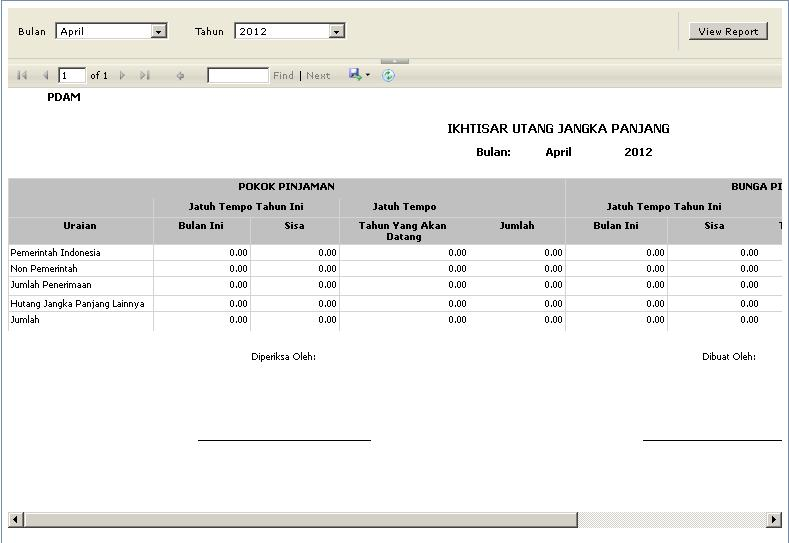 Bulan April Tahun 2012 View Report
1 of 1 Find | Next
PDAM
IKHTISAR UTANG JANGKA PANJANG
Bulan: April 2012
POKOK PINJAMAN BUNGA PI
Jatuh Tempo Tahun Ini Jatuh Tempo Jatuh Tempo Tahun Ini
Uraian Bulan Ini Sisa Tahun Yang Akan Datang Jumlah Bulan Ini Sisa T
Pemerintah Indonesia 0.00 0.00 0.00 0.00 0.00 0.00
Non Pemerintah 0.00 0.00 0.00 0.00 0.00 0.00
Jumlah Penerimaan 0.00 0.00 0.00 0.00 0.00 0.00
Hutang Jangka Panjang Lainnya 0.00 0.00 0.00 0.00 0.00 0.00
Jumlah 0.00 0.00 0.00 0.00 0.00 0.00
Diperiksa Oleh: Dibuat Oleh: